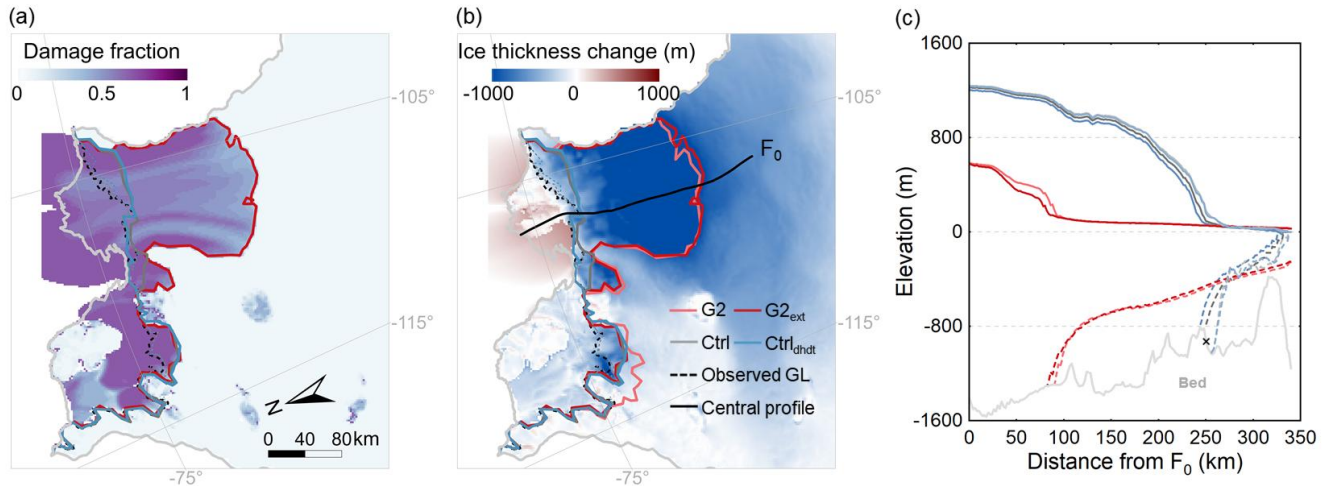 (a)
Damage fraction
0 0.5 1
-105°
-115°
-75°
N
0 40 80 km
(b)
Ice thickness change (m)
-1000 0 1000
-105°
F₀
-115°
G2 G2ext
Ctrl Ctrldhdt
Observed GL
Central profile
-75°
(c)
Elevation (m)
1600
800
0
-800
-1600
×
Bed
0 50 100 150 200 250 300 350
Distance from F₀ (km)